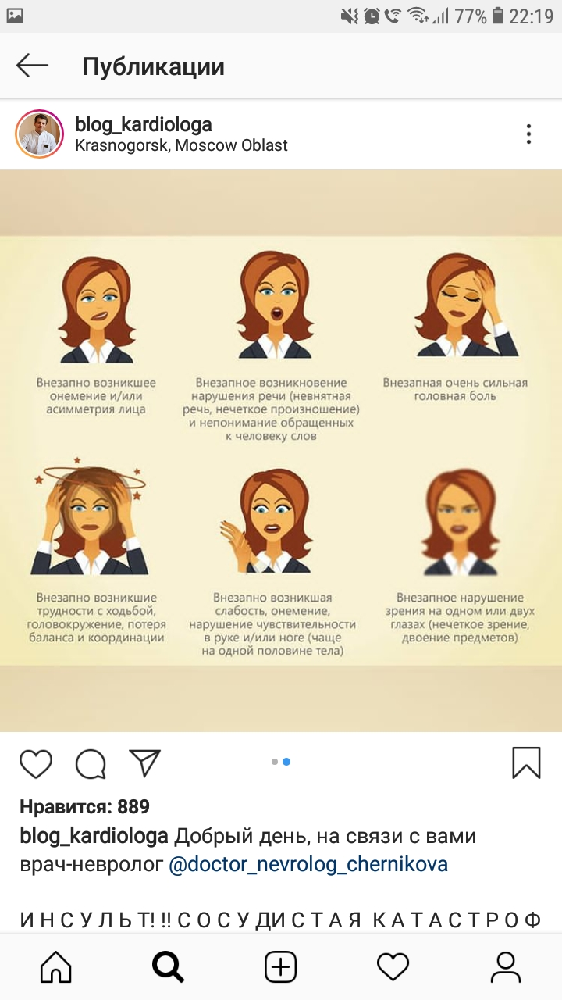 77% 22:19
Публикации
blog_kardiologa
Krasnogorsk, Moscow Oblast
Внезапно возникшее
онемение и/или
асимметрия лица
Внезапное возникновение
нарушения речи (невнятная
речь, нечеткое произношение)
и непонимание обращенных
к человеку слов
Внезапная очень сильная
головная боль
Внезапно возникшие
трудности с ходьбой,
головокружение, потеря
баланса и координации
Внезапно возникшая
слабость, онемение,
нарушение чувствительности
в руке и/или ноге (чаще
на одной половине тела)
Внезапное нарушение
зрения на одном или двух
глазах (нечеткое зрение,
двоение предметов)
Нравится: 889
blog_kardiologa Добрый день, на связи с вами
врач-невролог @doctor_nevrolog_chernikova
И Н С У Л Ь Т! !! С О С У ДИ С Т А Я К А Т А С Т Р О Ф